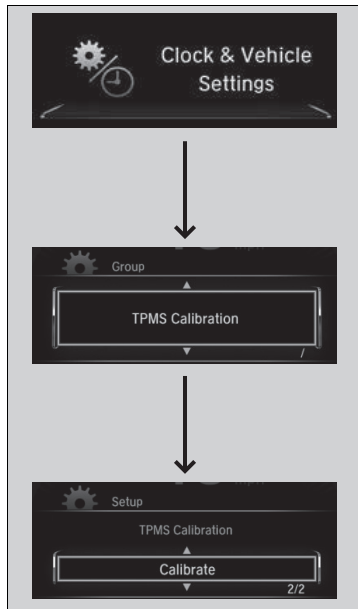 Clock & Vehicle
Settings
Group
TPMS Calibration
/
Setup
TPMS Calibration
Calibrate
2/2